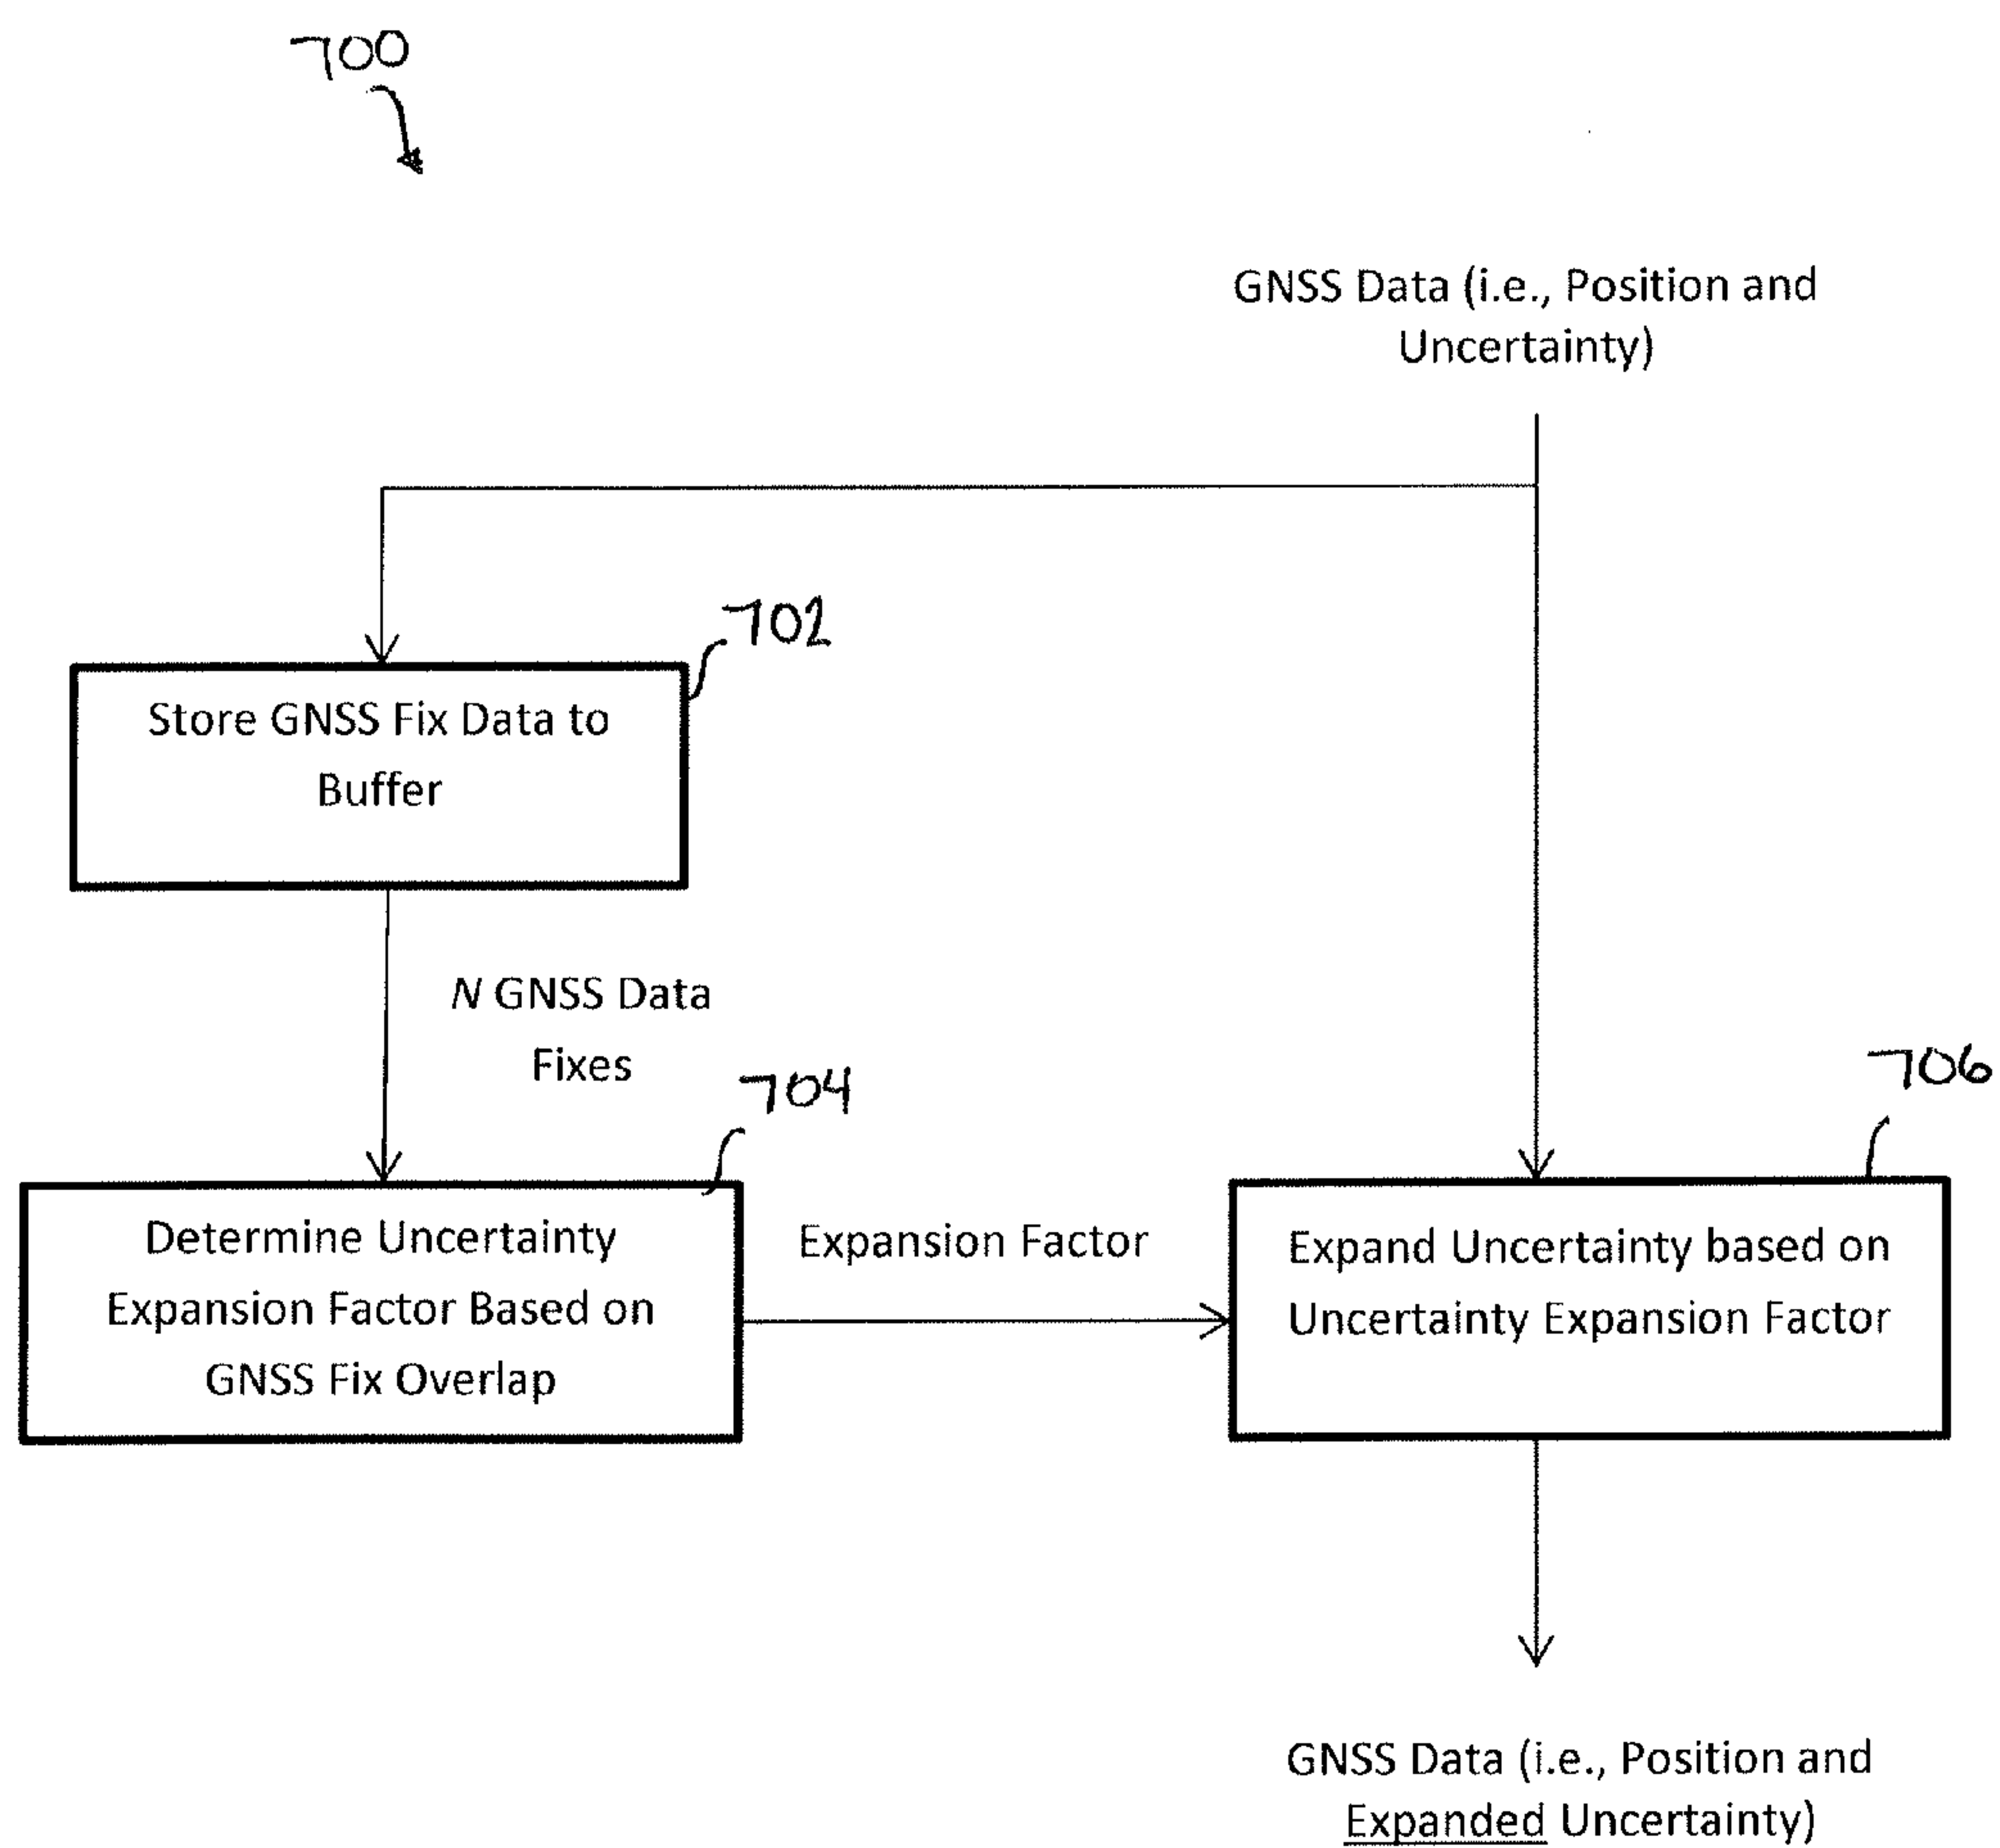 700
GNSS Data (i.e., Position and
Uncertainty)
702
Store GNSS Fix Data to
Buffer
N GNSS Data
Fixes
704
706
Determine Uncertainty
Expansion Factor Based on
GNSS Fix Overlap
Expansion Factor
Expand Uncertainty based on
Uncertainty Expansion Factor
GNSS Data (i.e., Position and
Expanded Uncertainty)